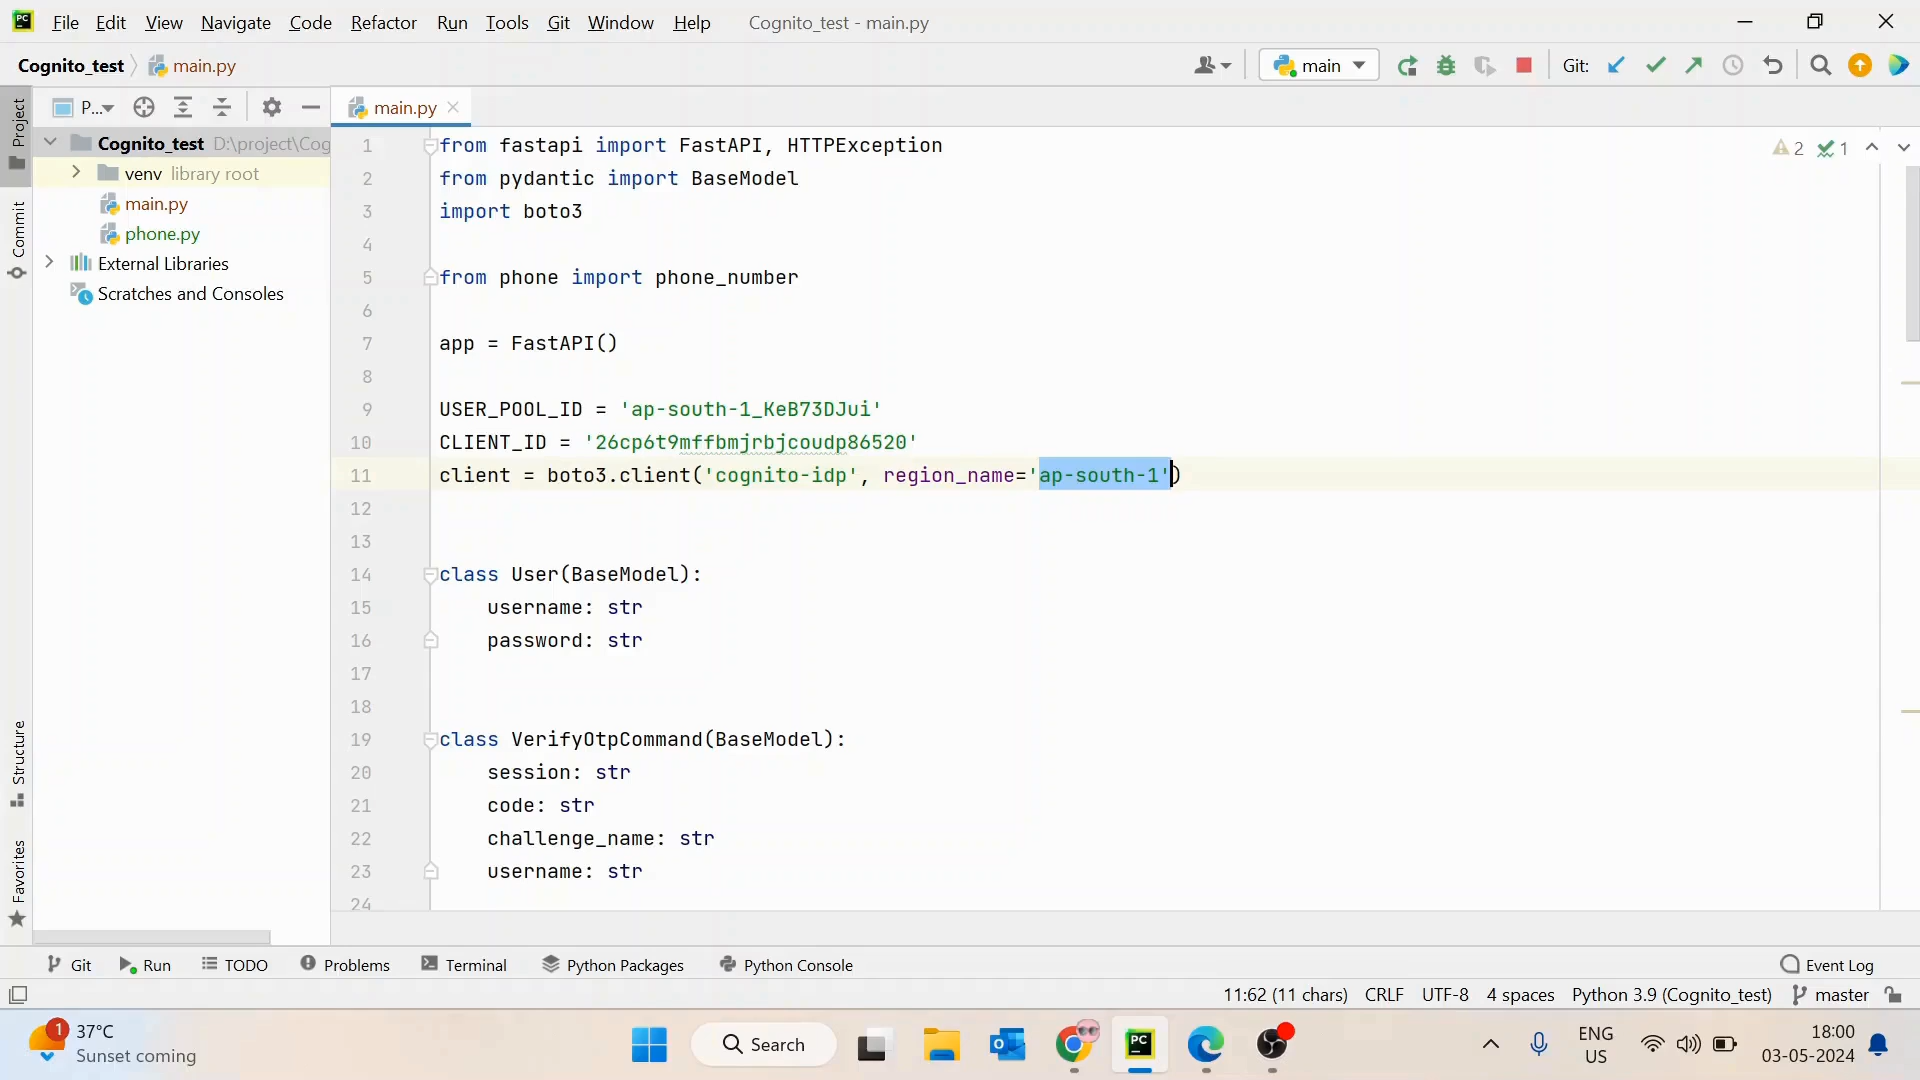 File Edit View Navigate Code Refactor Run Tools Git Window Help Cognito_test - main.py
Cognito_test main.py main Git:
P... main.py
Project
Commit
Structure
Favorites
Cognito_test D:\project\Cog
venv library root
main.py
phone.py
External Libraries
Scratches and Consoles
2 1
1 from fastapi import FastAPI, HTTPException
2 from pydantic import BaseModel
3 import boto3
4
5 from phone import phone_number
6
7 app = FastAPI()
8
9 USER_POOL_ID = 'ap-south-1_KeB73DJui'
10 CLIENT_ID = '26cp6t9mffbmjrbjcoudp86520'
11 client = boto3.client('cognito-idp', region_name='ap-south-1')
12
13
14 class User(BaseModel):
15 username: str
16 password: str
17
18
19 class VerifyOtpCommand(BaseModel):
20 session: str
21 code: str
22 challenge_name: str
23 username: str
24
Git Run TODO Problems Terminal Python Packages Python Console Event Log
11:62 (11 chars) CRLF UTF-8 4 spaces Python 3.9 (Cognito_test) master
1 37°C
Sunset coming
Search
PC
ENG
US
18:00
03-05-2024